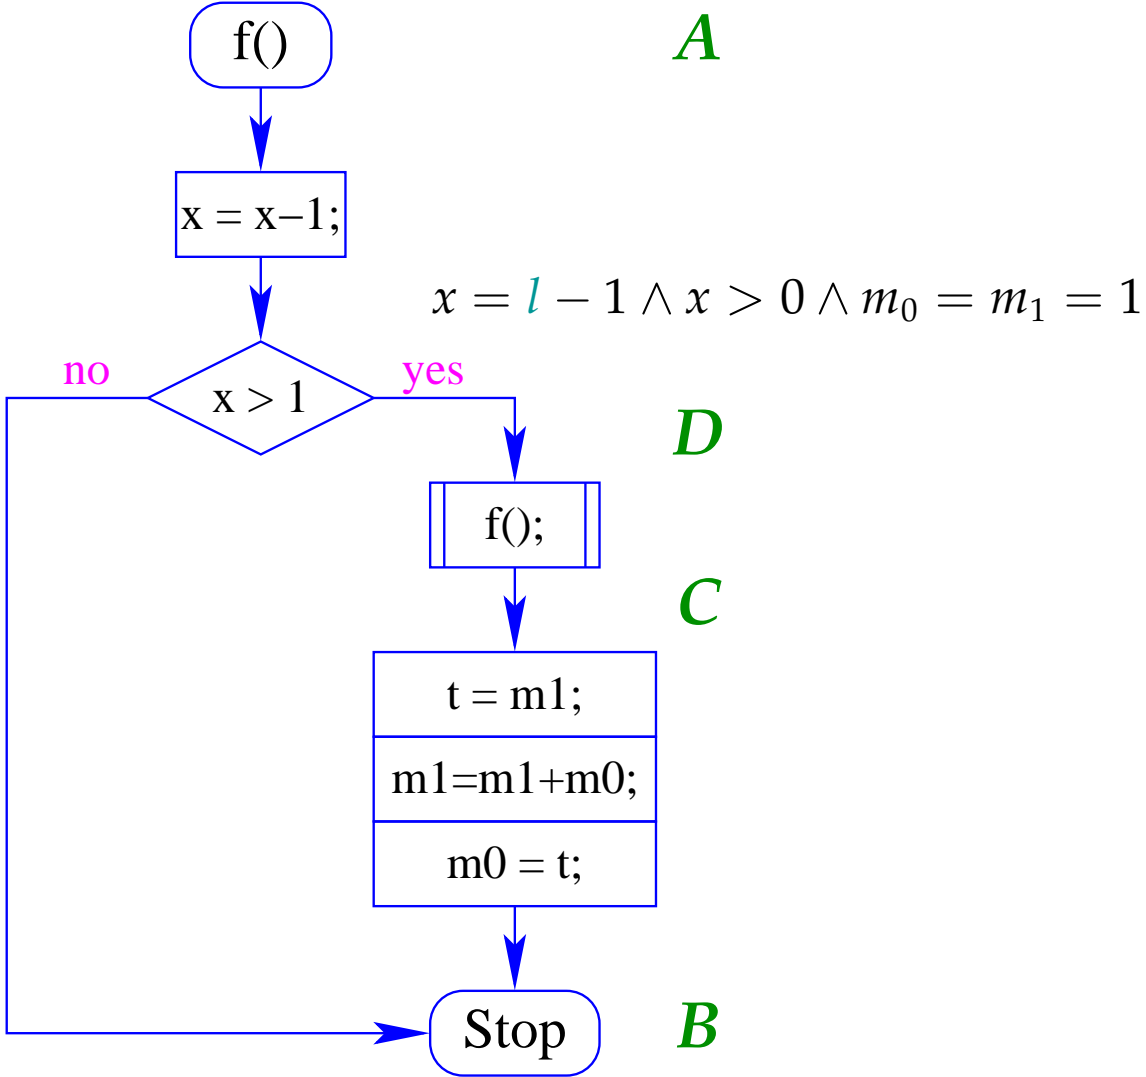 f()
A
x = x−1;
x = l − 1 ∧ x > 0 ∧ m₀ = m₁ = 1
no
yes
x > 1
D
f();
C
t = m1;
m1=m1+m0;
m0 = t;
Stop
B